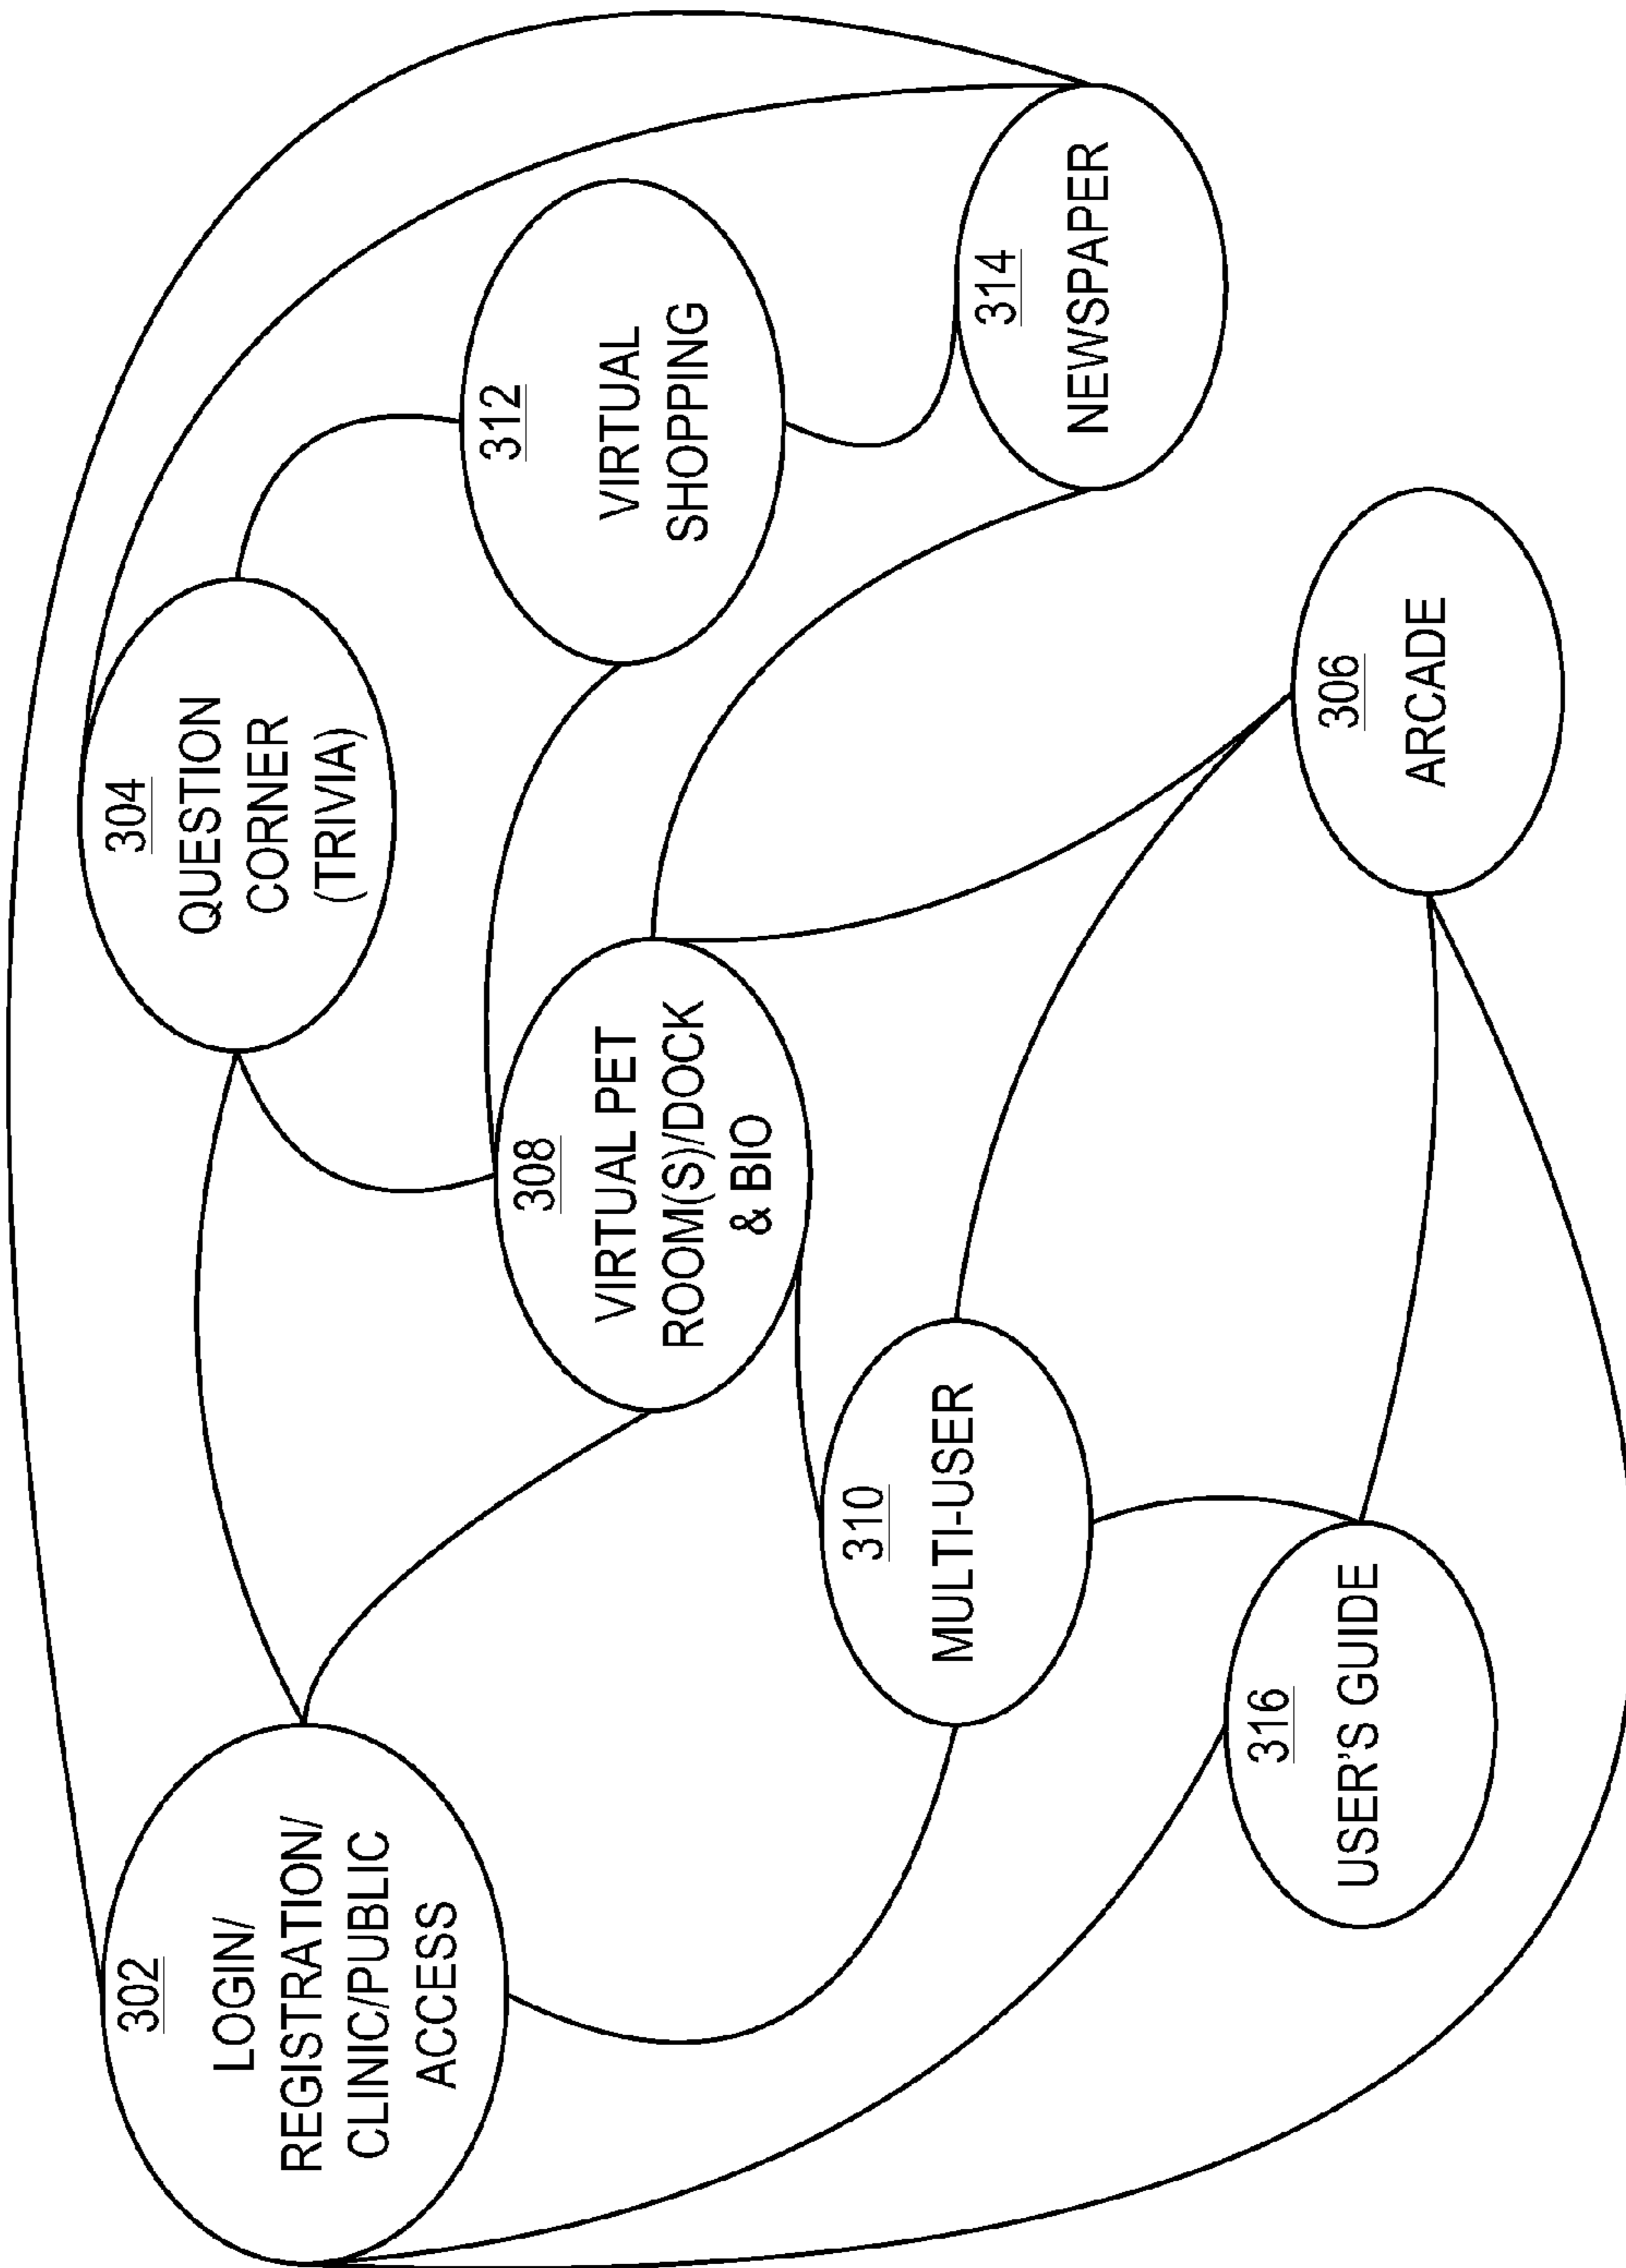 302
LOGIN/
REGISTRATION/
CLINIC/PUBLIC
ACCESS
304
QUESTION
CORNER
(TRIVIA)
308
VIRTUAL PET
ROOM(S)/DOCK
& BIO
312
VIRTUAL
SHOPPING
310
MULTI-USER
314
NEWSPAPER
316
USER'S GUIDE
306
ARCADE